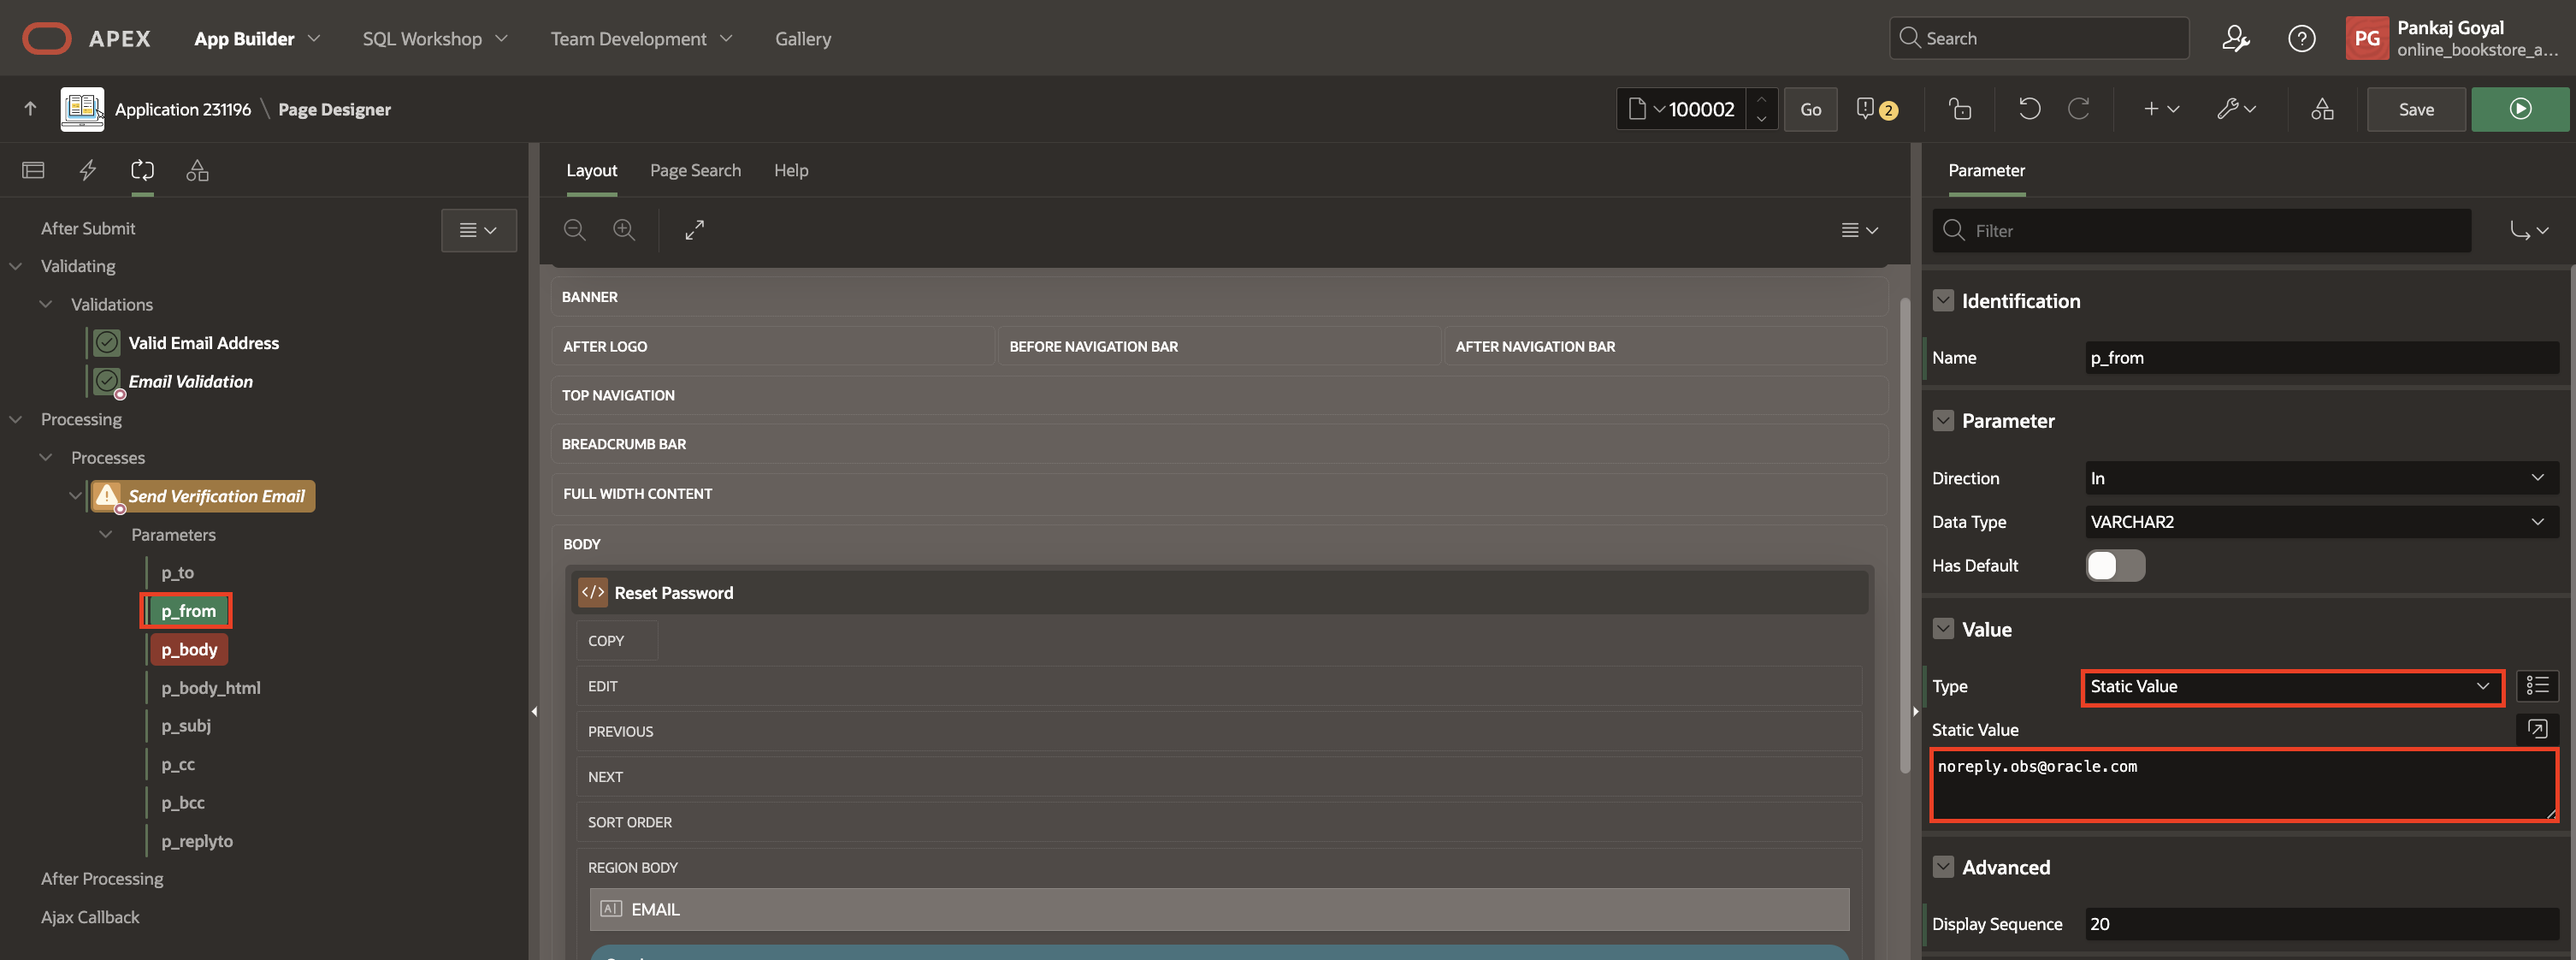 APEX
App Builder
SQL Workshop
Team Development
Gallery
Search
PG
Pankaj Goyal
online_bookstore_a...
Application 231196 \ Page Designer
100002
Go
2
Save
After Submit
Validating
Validations
Valid Email Address
Email Validation
Processing
Processes
Send Verification Email
Parameters
p_to
p_from
p_body
p_body_html
p_subj
p_cc
p_bcc
p_replyto
After Processing
Ajax Callback
Layout
Page Search
Help
BANNER
AFTER LOGO
BEFORE NAVIGATION BAR
AFTER NAVIGATION BAR
TOP NAVIGATION
BREADCRUMB BAR
FULL WIDTH CONTENT
BODY
Reset Password
COPY
EDIT
PREVIOUS
NEXT
SORT ORDER
REGION BODY
EMAIL
Parameter
Filter
Identification
Name p_from
Parameter
Direction In
Data Type VARCHAR2
Has Default
Value
Type Static Value
Static Value
noreply.obs@oracle.com
Advanced
Display Sequence 20